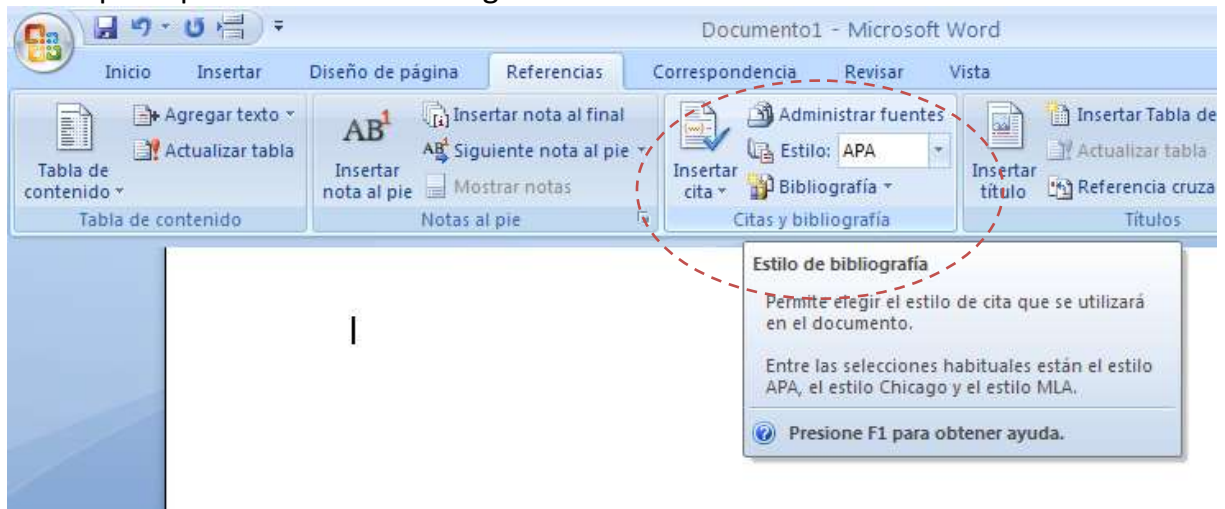 Documento1 - Microsoft Word
Inicio Insertar Diseño de página Referencias Correspondencia Revisar Vista
Tabla de contenido
Agregar texto
Actualizar tabla
Tabla de contenido
AB1
Insertar nota al pie
Insertar nota al final
AB1 Siguiente nota al pie
Mostrar notas
Notas al pie
Insertar cita
Administrar fuentes
Estilo: APA
Bibliografía
Citas y bibliografía
Insertar título
Insertar Tabla de
Actualizar tabla
Referencia cruza
Títulos
Estilo de bibliografía
Permite elegir el estilo de cita que se utilizará
en el documento.
Entre las selecciones habituales están el estilo
APA, el estilo Chicago y el estilo MLA.
Presione F1 para obtener ayuda.